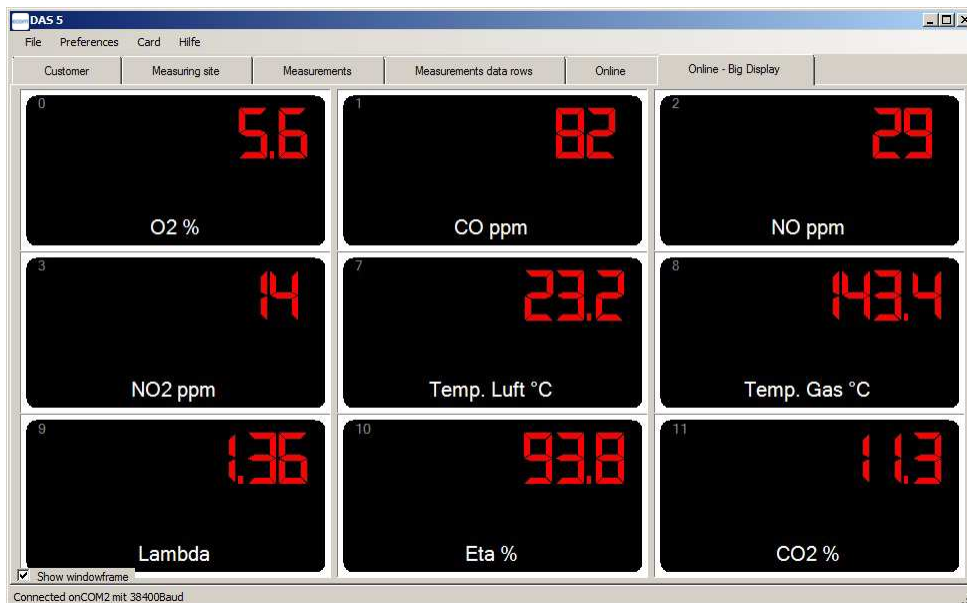 ecom DAS 5
File Preferences Card Hilfe
Customer Measuring site Measurements Measurements data rows Online Online - Big Display
0 1 2
5.6 82 29
O2 % CO ppm NO ppm
3 7 8
14 23.2 143.4
NO2 ppm Temp. Luft °C Temp. Gas °C
9 10 11
1.36 93.8 11.3
Lambda Eta % CO2 %
Show windowframe
Connected onCOM2 mit 38400Baud